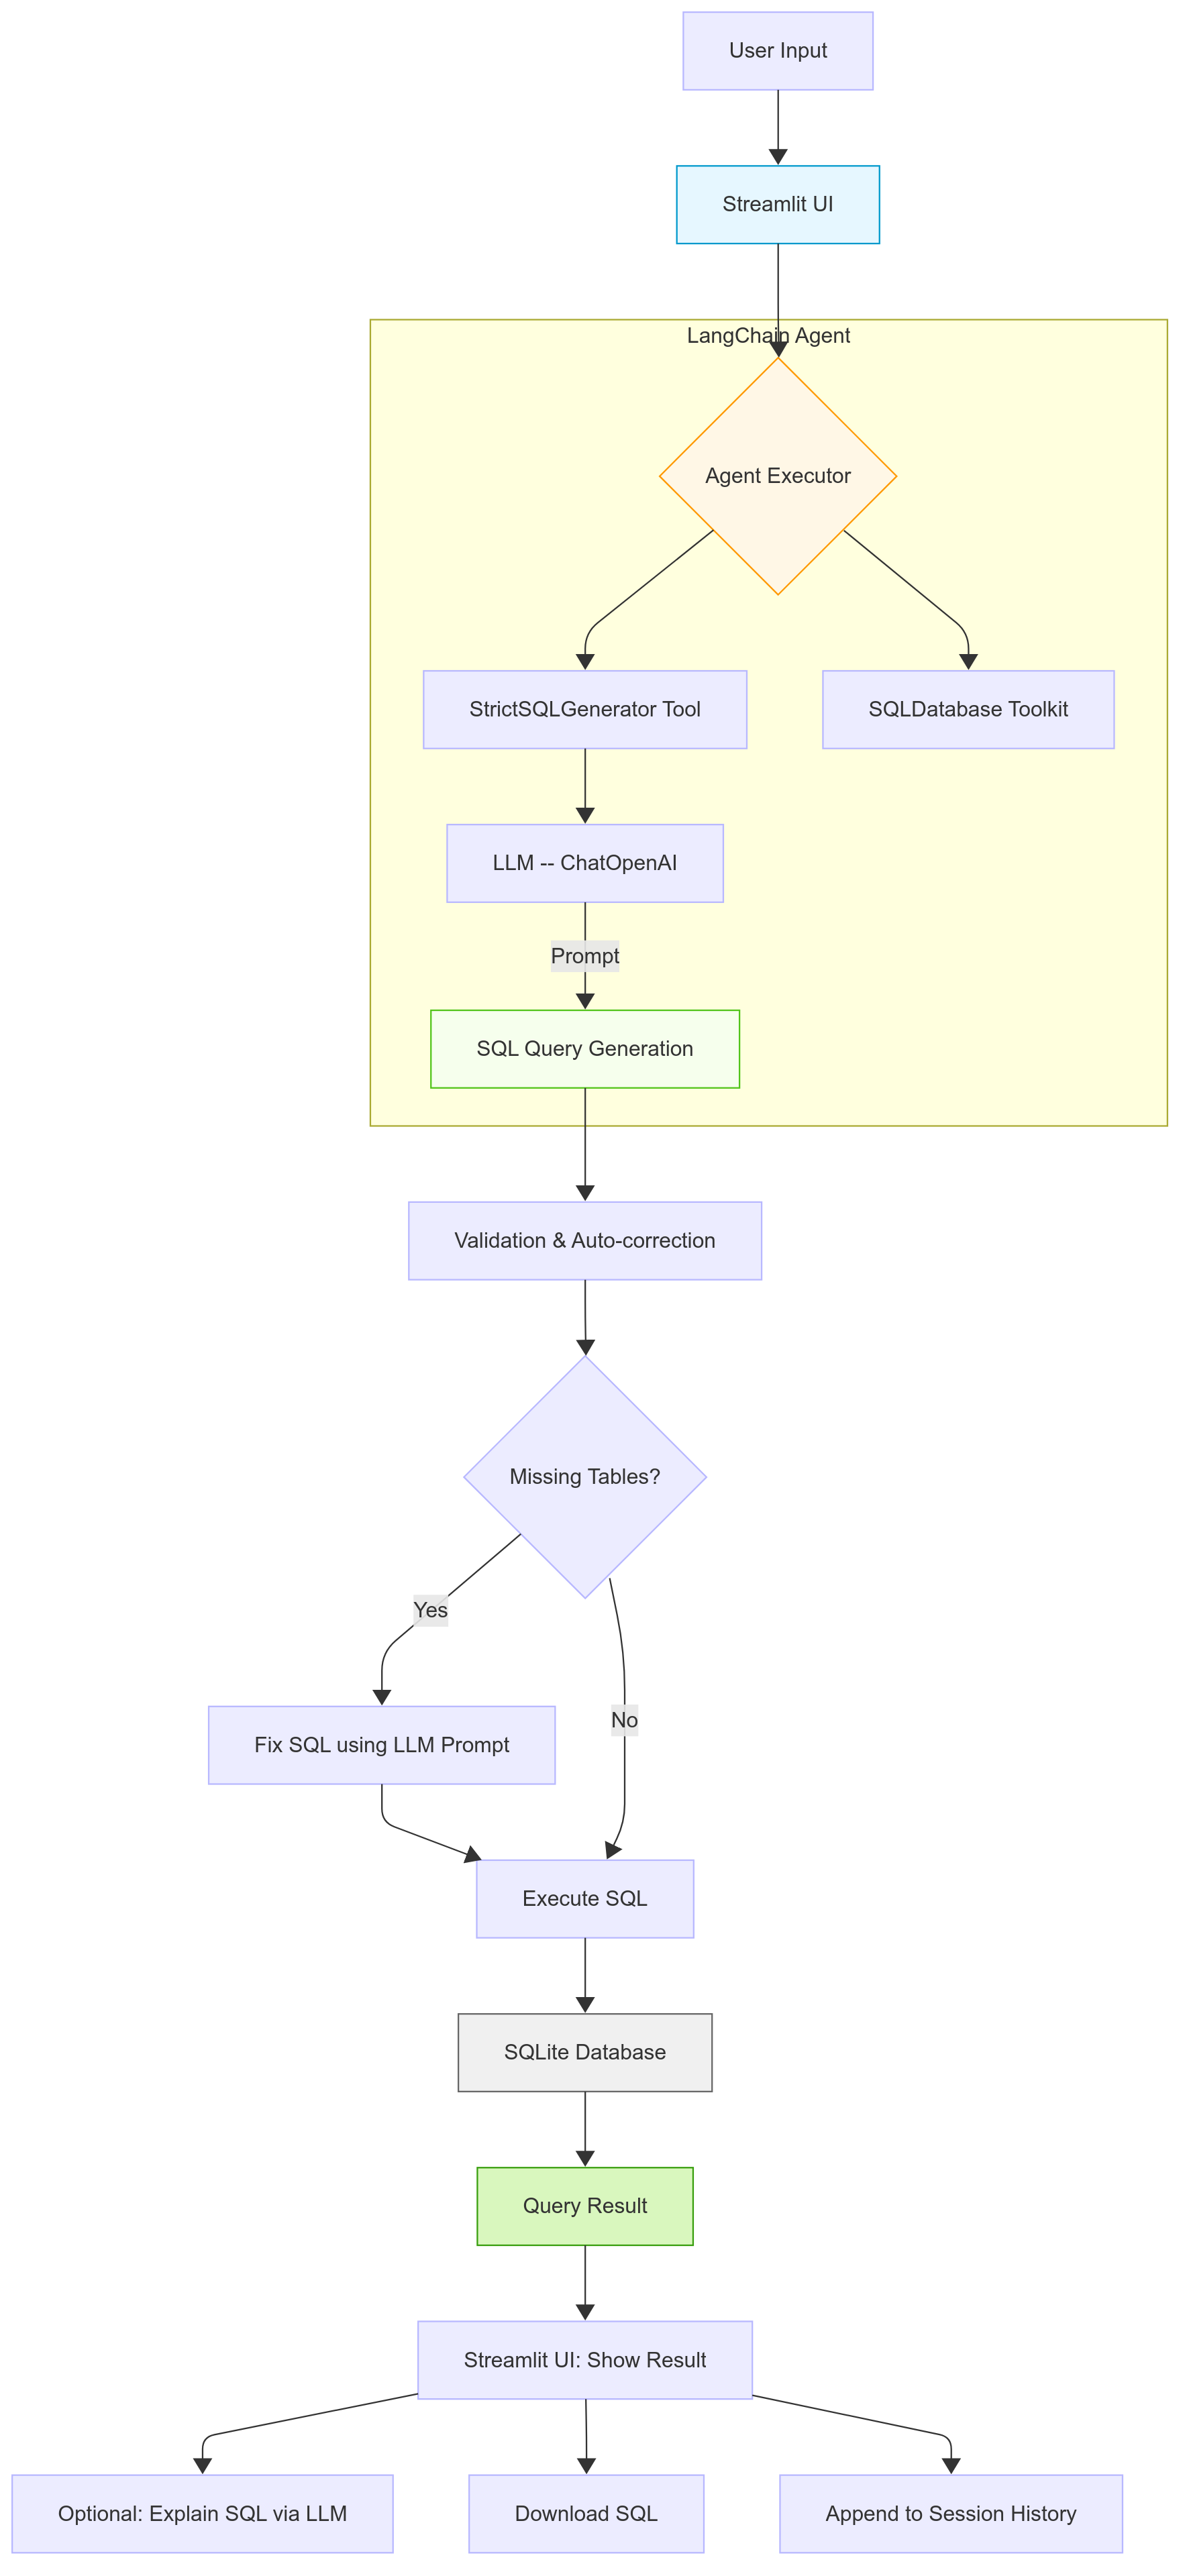 User Input
Streamlit UI
LangChain Agent
Agent Executor
StrictSQLGenerator Tool
SQLDatabase Toolkit
LLM -- ChatOpenAI
Prompt
SQL Query Generation
Validation & Auto-correction
Missing Tables?
Yes
No
Fix SQL using LLM Prompt
Execute SQL
SQLite Database
Query Result
Streamlit UI: Show Result
Optional: Explain SQL via LLM
Download SQL
Append to Session History